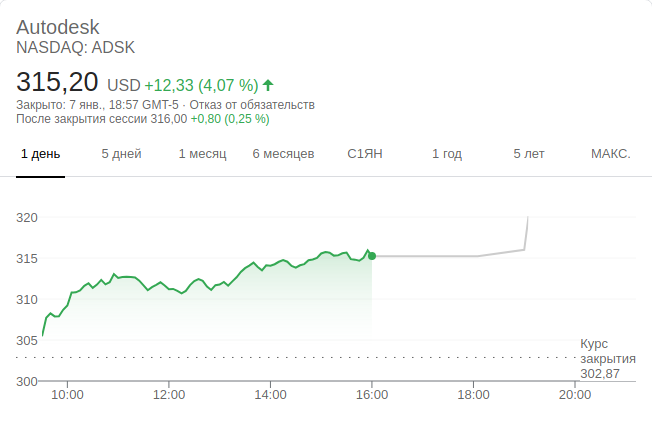 Autodesk
NASDAQ: ADSK
315,20 USD +12,33 (4,07 %)
Закрыто: 7 янв., 18:57 GMT-5 · Отказ от обязательств
После закрытия сессии 316,00 +0,80 (0,25 %)
1 день 5 дней 1 месяц 6 месяцев С1ЯН 1 год 5 лет МАКС.
320
315
310
305
300
Курс
закрытия
302,87
10:00 12:00 14:00 16:00 18:00 20:00